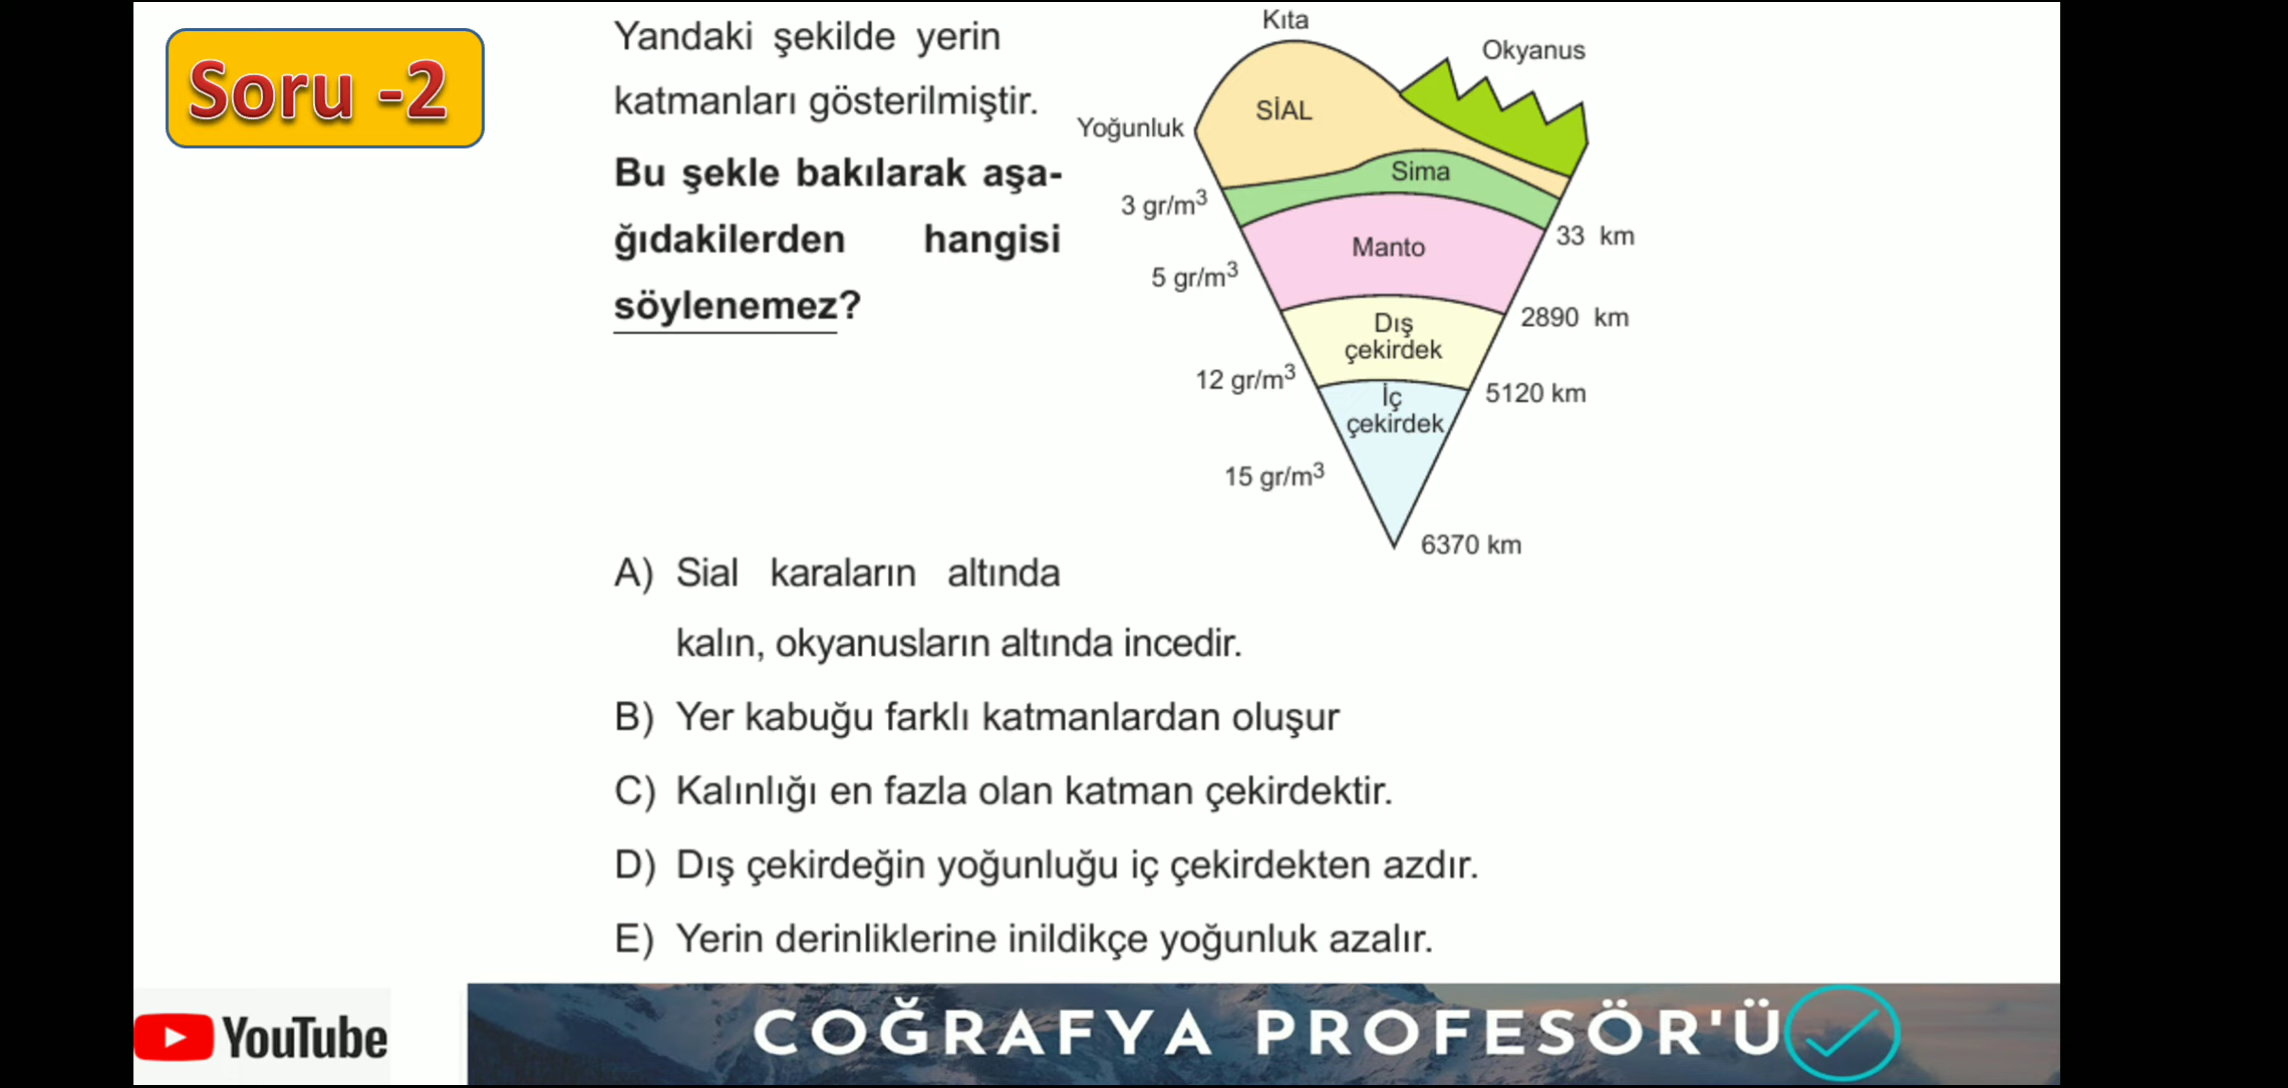 Soru -2
Yandaki şekilde yerin
katmanları gösterilmiştir.
Bu şekle bakılarak aşa-
ğıdakilerden hangisi
söylenemez?
Kıta
Okyanus
SİAL
Yoğunluk
Sima
3 gr/m³
33 km
Manto
5 gr/m³
2890 km
Dış
çekirdek
12 gr/m³
5120 km
İç
çekirdek
15 gr/m³
6370 km
A) Sial karaların altında
kalın, okyanusların altında incedir.
B) Yer kabuğu farklı katmanlardan oluşur
C) Kalınlığı en fazla olan katman çekirdektir.
D) Dış çekirdeğin yoğunluğu iç çekirdekten azdır.
E) Yerin derinliklerine inildikçe yoğunluk azalır.
YouTube
COĞRAFYA PROFESÖR'Ü